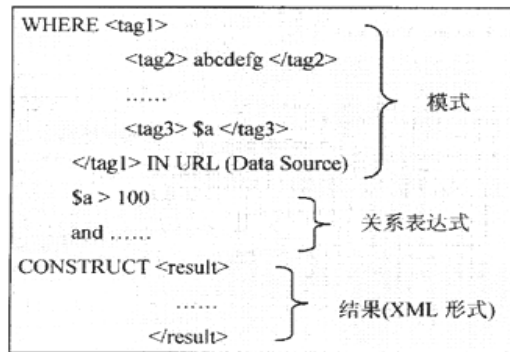 WHERE <tag1>
<tag2> abcdefg </tag2>
......
<tag3> $a </tag3>
</tag1> IN URL (Data Source)
模式
$a > 100
and ......
关系表达式
CONSTRUCT <result>
......
</result>
结果(XML 形式)